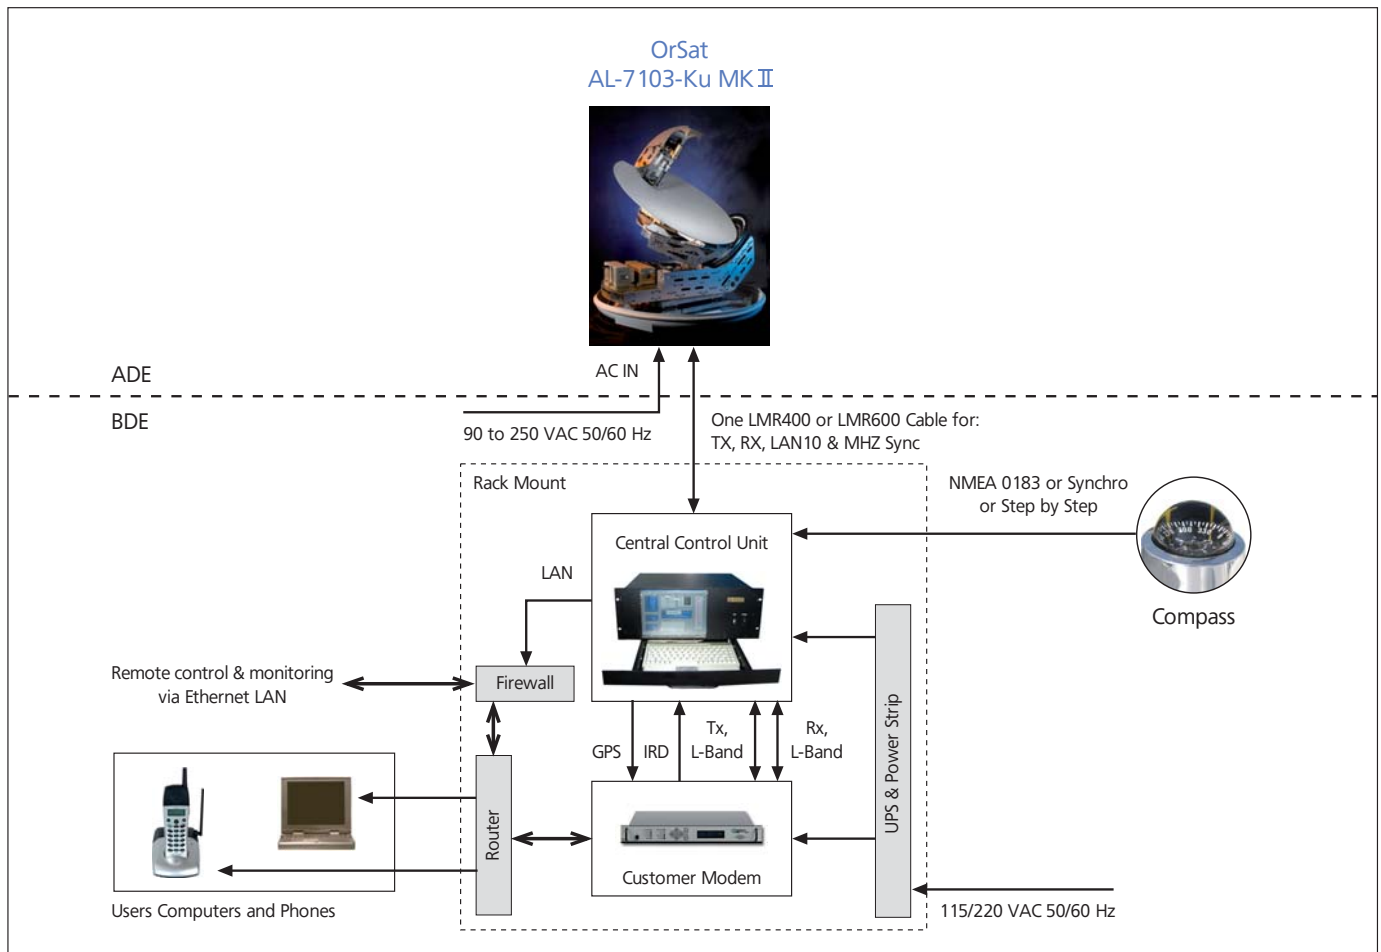 OrSat
AL-7103-Ku MK II
ADE
AC IN
BDE
90 to 250 VAC 50/60 Hz
One LMR400 or LMR600 Cable for:
TX, RX, LAN10 & MHZ Sync
Rack Mount
NMEA 0183 or Synchro
or Step by Step
Central Control Unit
LAN
Compass
Remote control & monitoring
via Ethernet LAN
Firewall
GPS
IRD
Tx,
L-Band
Rx,
L-Band
UPS & Power Strip
Router
Customer Modem
Users Computers and Phones
115/220 VAC 50/60 Hz